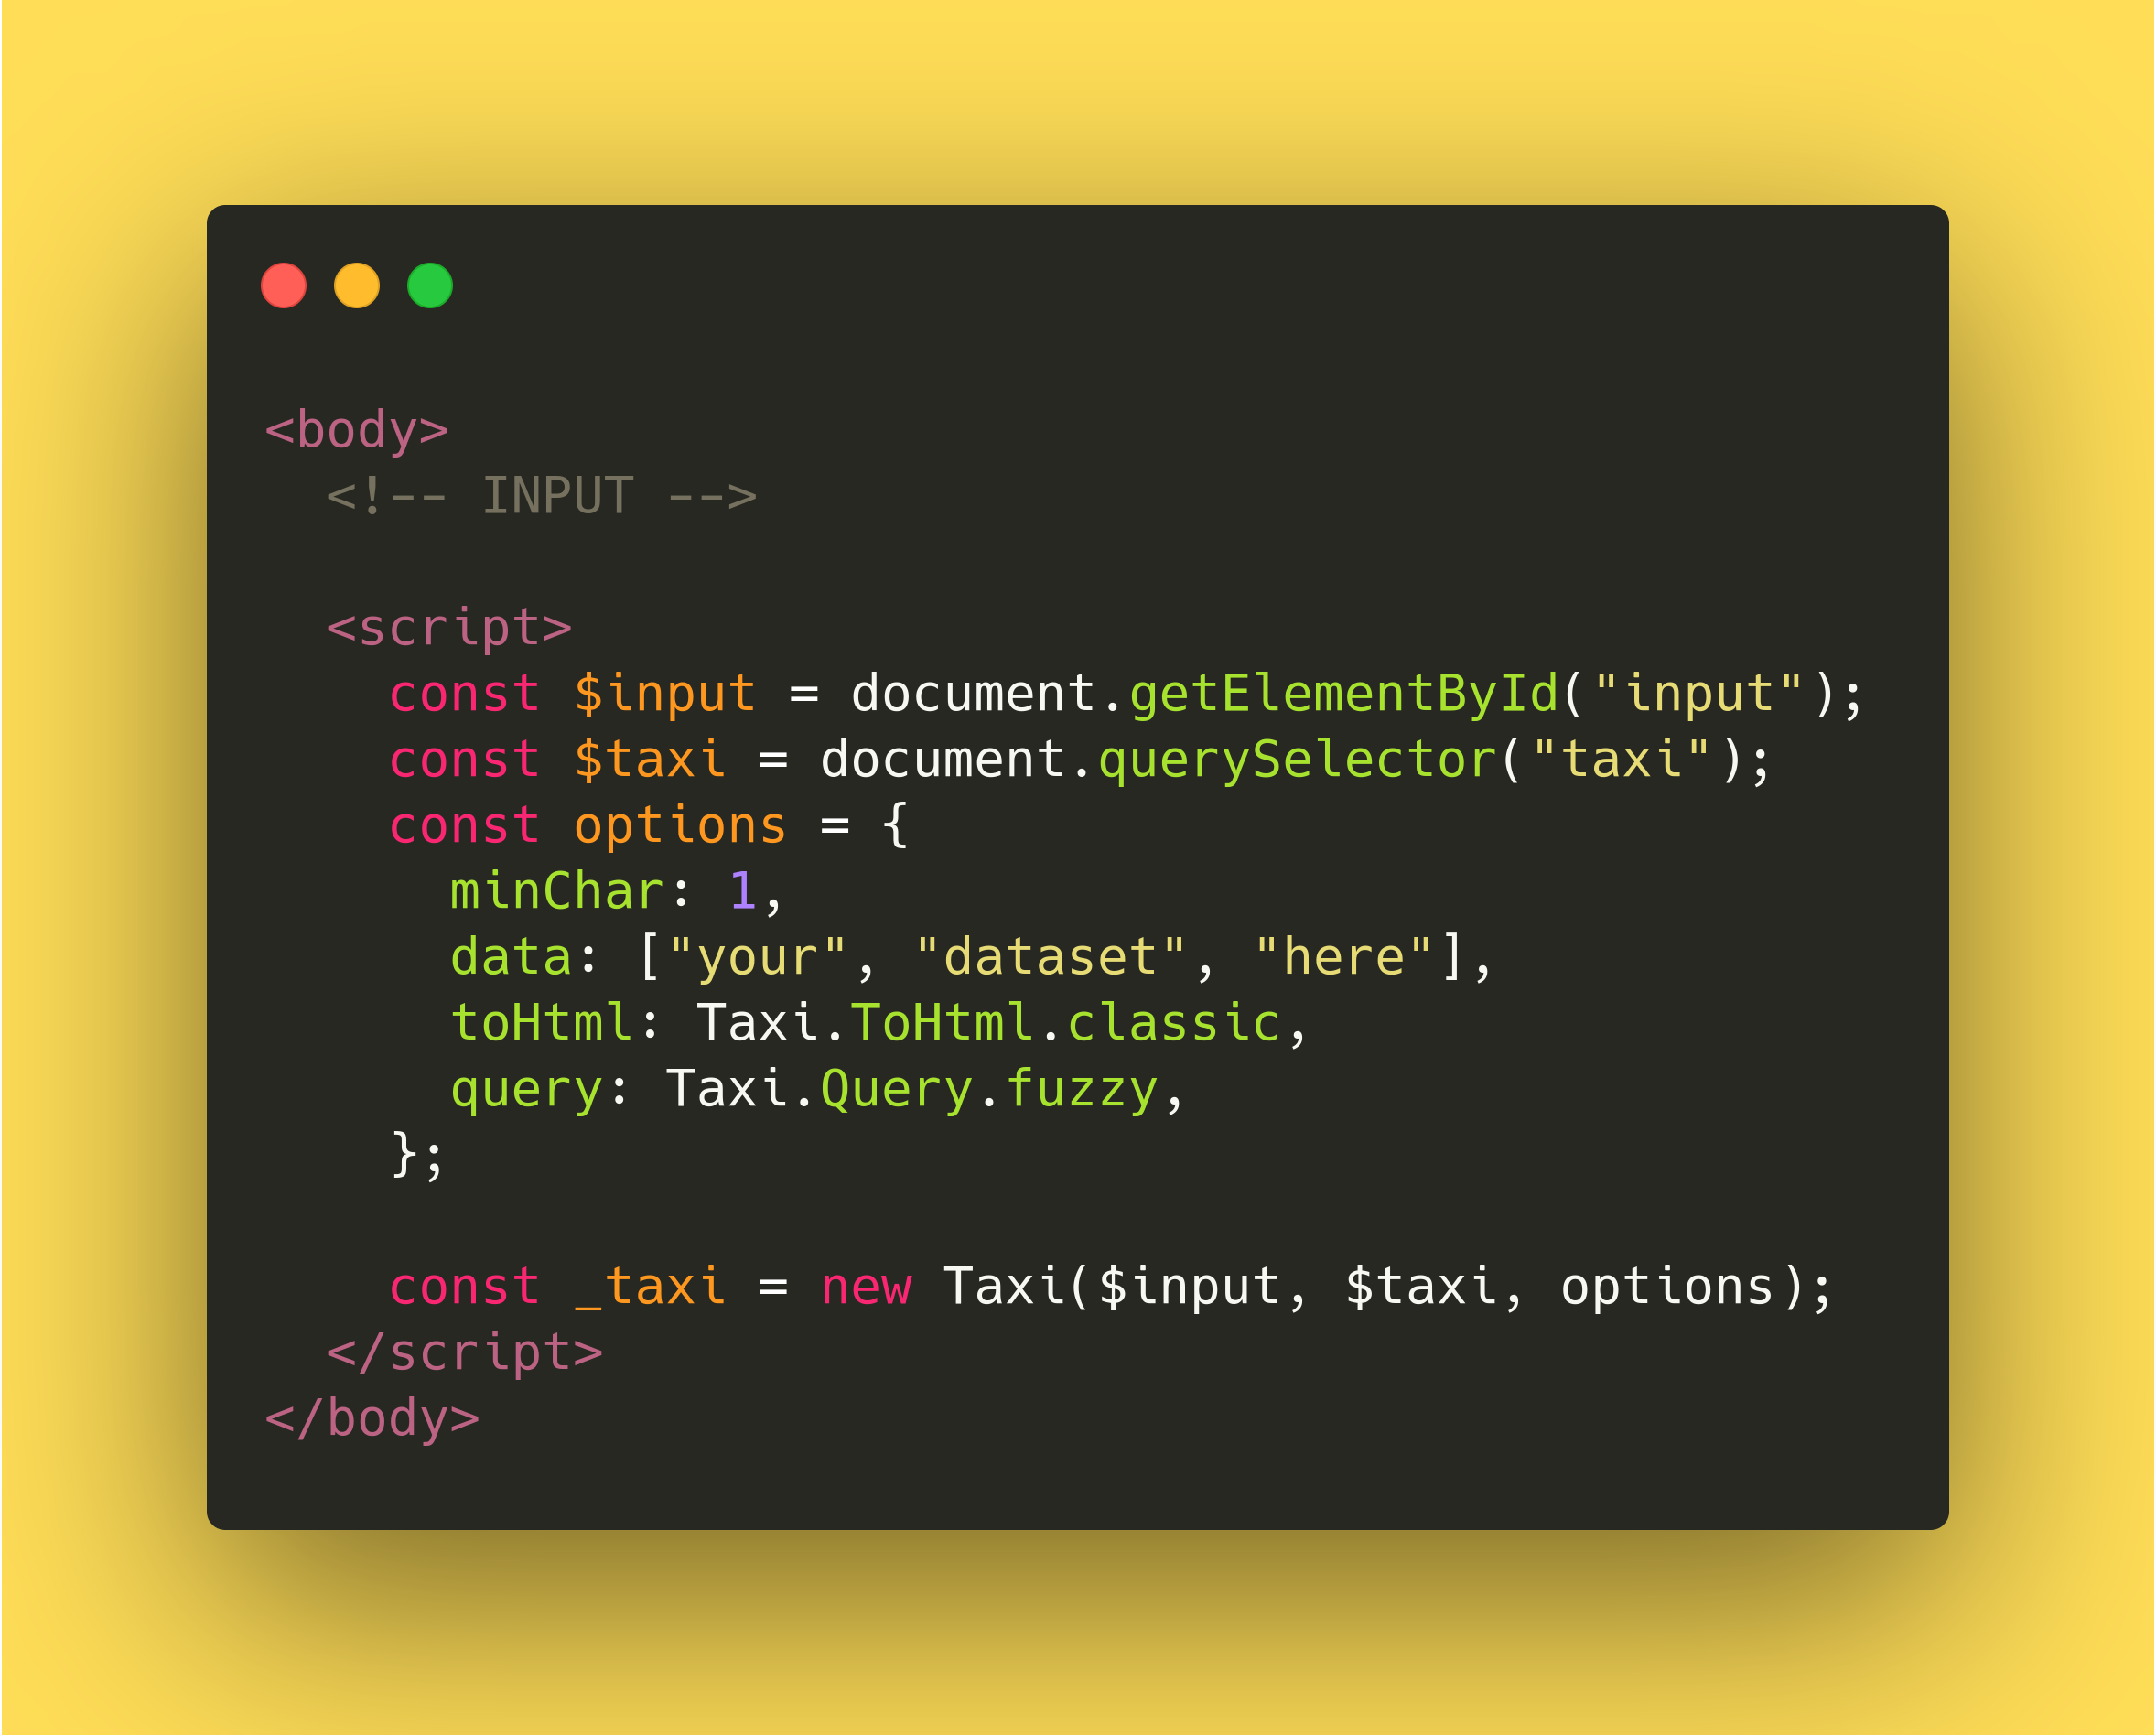 <body>
  <!-- INPUT -->

  <script>
    const $input = document.getElementById("input");
    const $taxi = document.querySelector("taxi");
    const options = {
      minChar: 1,
      data: ["your", "dataset", "here"],
      toHtml: Taxi.ToHtml.classic,
      query: Taxi.Query.fuzzy,
    };

    const _taxi = new Taxi($input, $taxi, options);
  </script>
</body>